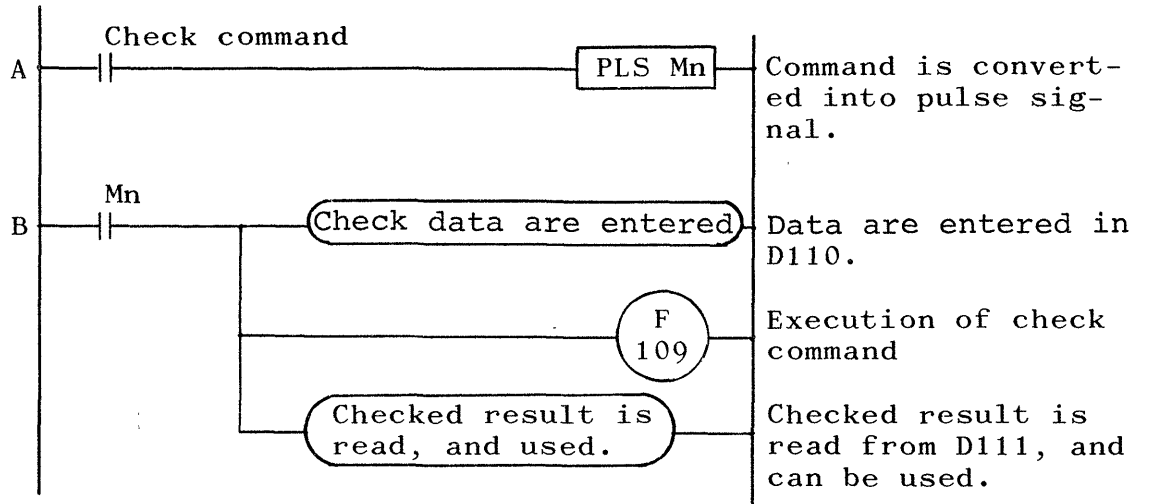 Check command
A
PLS Mn
Command is convert-
ed into pulse sig-
nal.
Mn
B
Check data are entered
Data are entered in
D110.
F
109
Execution of check
command
Checked result is
read, and used.
Checked result is
read from D111, and
can be used.